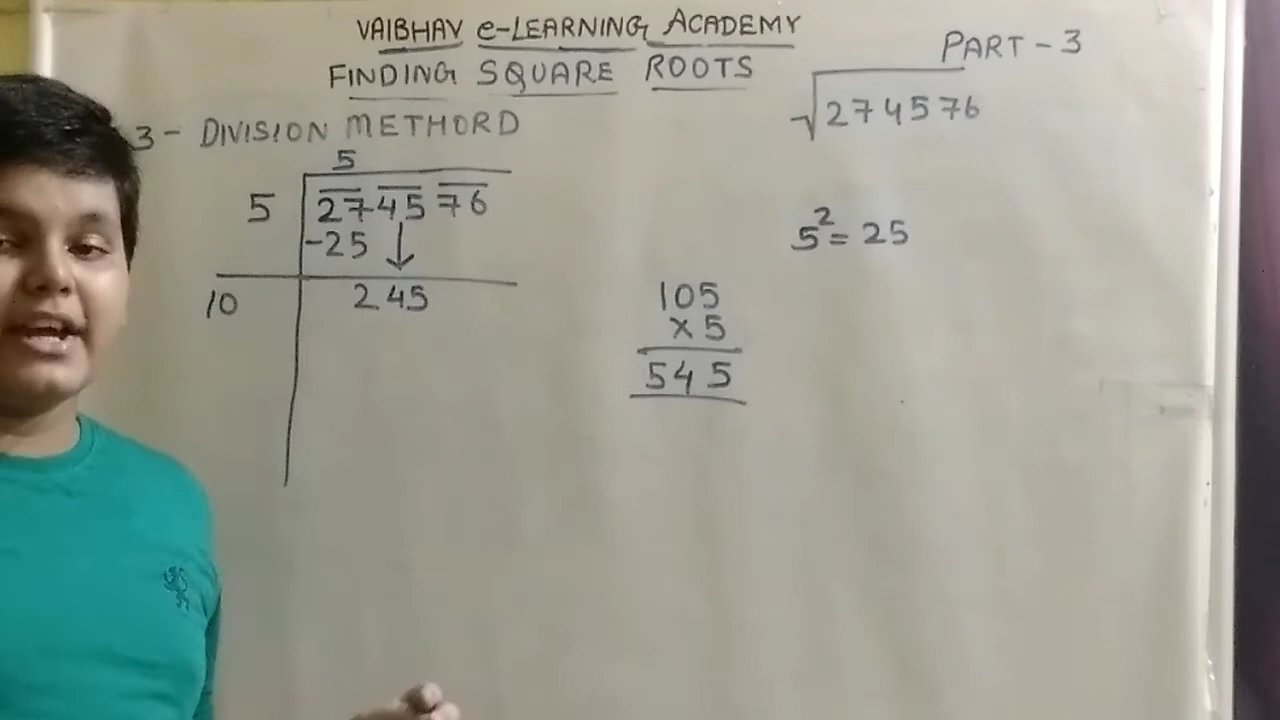 VAIBHAV e-LEARNING ACADEMY
FINDING SQUARE ROOTS
PART - 3
√274576
3 - DIVISION METHORD
5
5 27 45 76
-25 ↓
10 245
5² = 25
105
×5
545